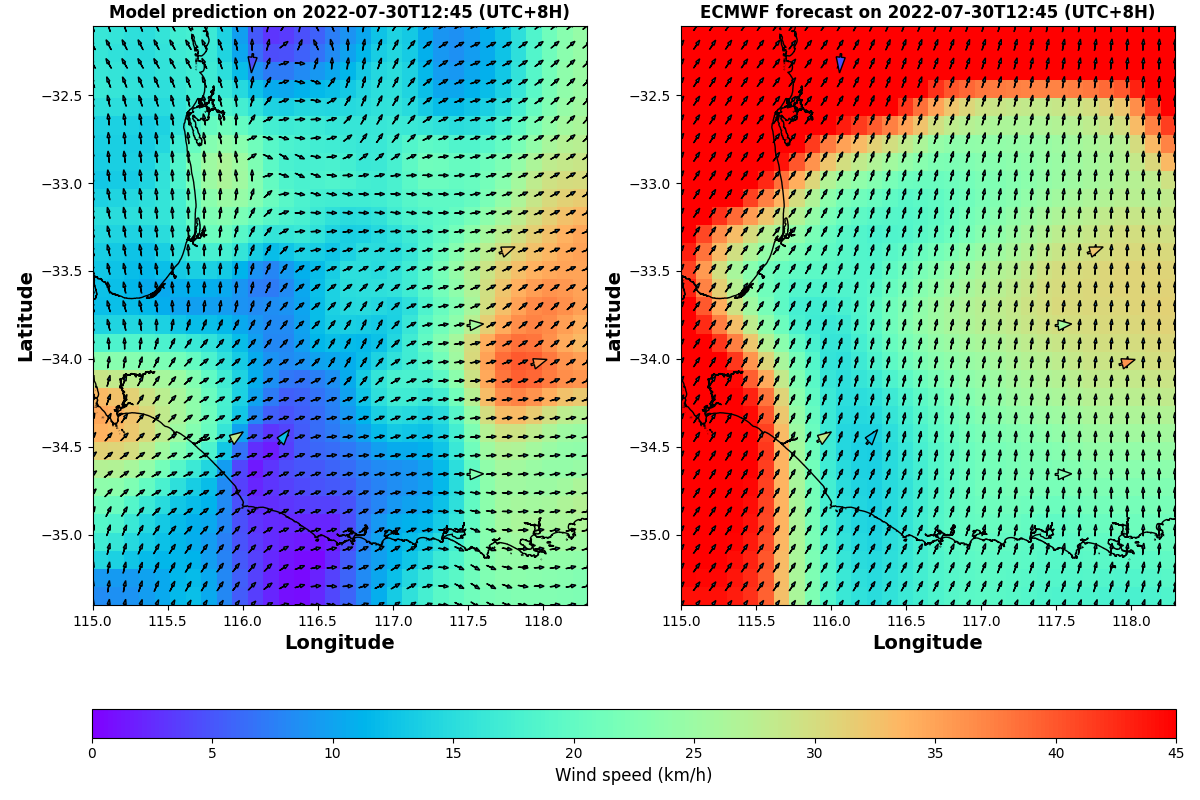 Model prediction on 2022-07-30T12:45 (UTC+8H)
ECMWF forecast on 2022-07-30T12:45 (UTC+8H)
Latitude
−32.5
−33.0
−33.5
−34.0
−34.5
−35.0
115.0 115.5 116.0 116.5 117.0 117.5 118.0
Longitude
Latitude
−32.5
−33.0
−33.5
−34.0
−34.5
−35.0
115.0 115.5 116.0 116.5 117.0 117.5 118.0
Longitude
0 5 10 15 20 25 30 35 40 45
Wind speed (km/h)